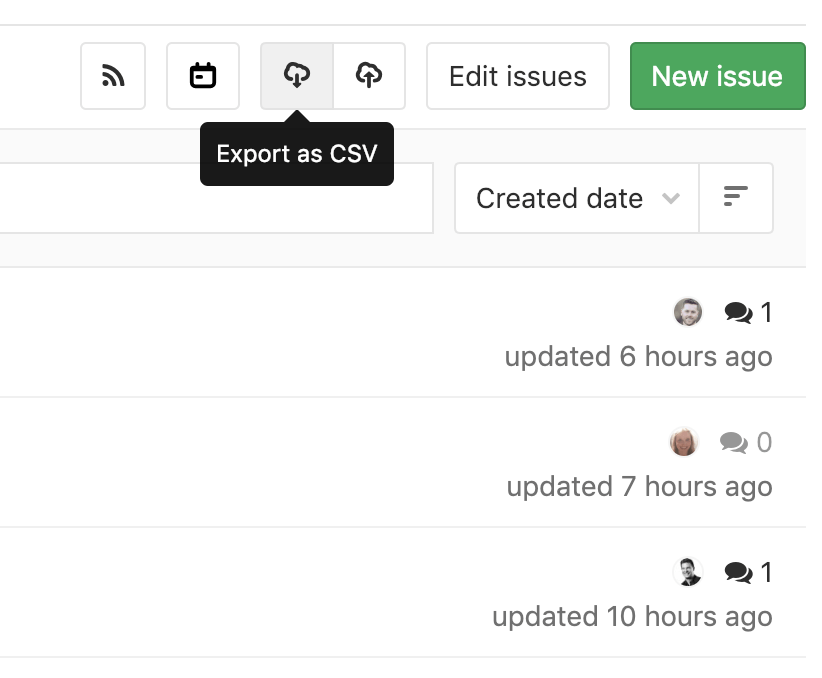 Edit issues
New issue
Export as CSV
Created date
1
updated 6 hours ago
0
updated 7 hours ago
1
updated 10 hours ago